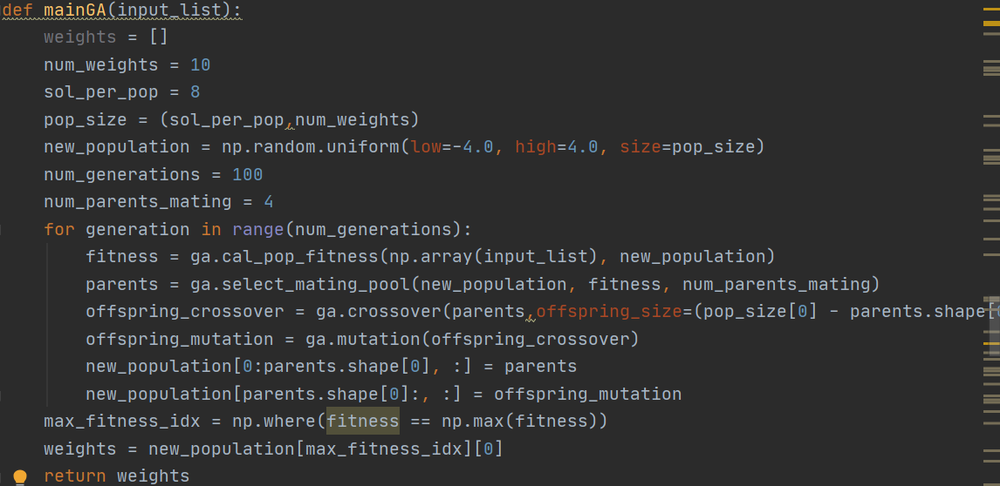 def mainGA(input_list):
    weights = []
    num_weights = 10
    sol_per_pop = 8
    pop_size = (sol_per_pop,num_weights)
    new_population = np.random.uniform(low=-4.0, high=4.0, size=pop_size)
    num_generations = 100
    num_parents_mating = 4
    for generation in range(num_generations):
        fitness = ga.cal_pop_fitness(np.array(input_list), new_population)
        parents = ga.select_mating_pool(new_population, fitness, num_parents_mating)
        offspring_crossover = ga.crossover(parents,offspring_size=(pop_size[0] - parents.shape[
        offspring_mutation = ga.mutation(offspring_crossover)
        new_population[0:parents.shape[0], :] = parents
        new_population[parents.shape[0]:, :] = offspring_mutation
    max_fitness_idx = np.where(fitness == np.max(fitness))
    weights = new_population[max_fitness_idx][0]
    return weights